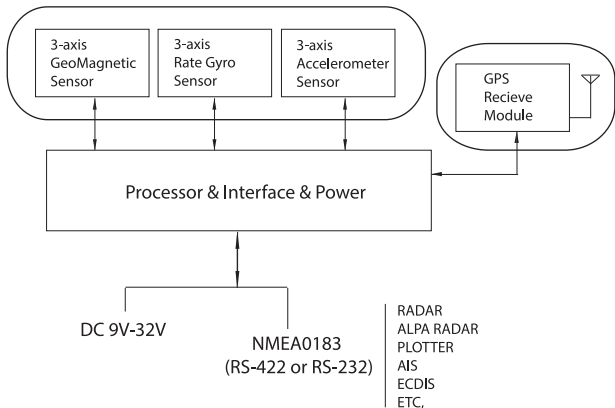 3-axis
GeoMagnetic
Sensor
3-axis
Rate Gyro
Sensor
3-axis
Accelerometer
Sensor
GPS
Recieve
Module
Processor & Interface & Power
DC 9V-32V
NMEA0183
(RS-422 or RS-232)
RADAR
ALPA RADAR
PLOTTER
AIS
ECDIS
ETC,